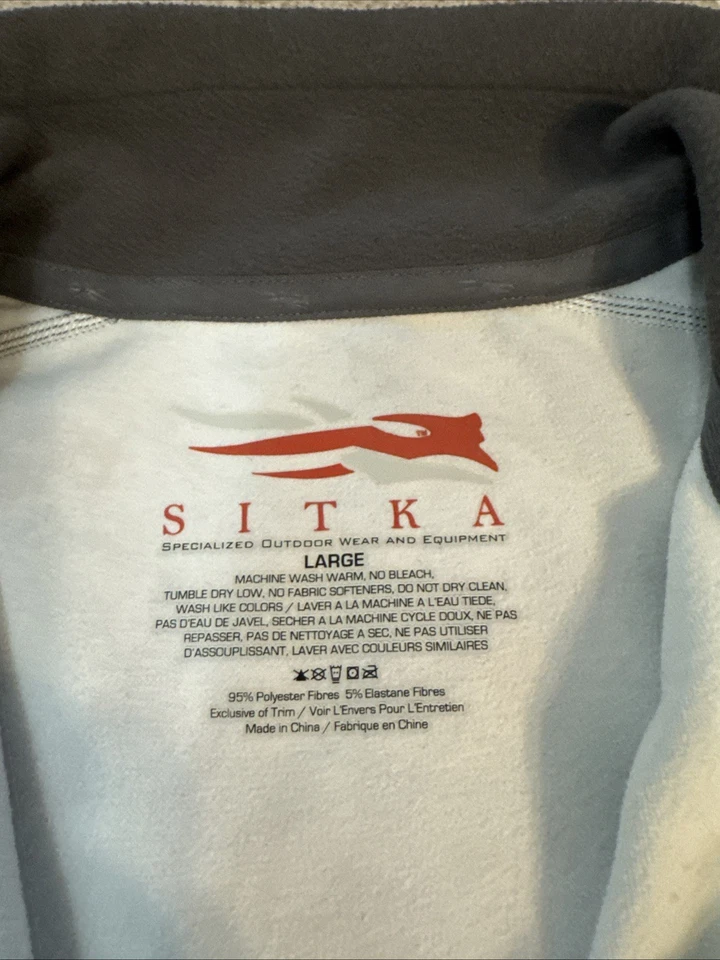 TM
SITKA
SPECIALIZED OUTDOOR WEAR AND EQUIPMENT
LARGE
MACHINE WASH WARM, NO BLEACH,
TUMBLE DRY LOW, NO FABRIC SOFTENERS, DO NOT DRY CLEAN,
WASH LIKE COLORS / LAVER A LA MACHINE A L'EAU TIEDE,
PAS D'EAU DE JAVEL, SECHER A LA MACHINE CYCLE DOUX, NE PAS
REPASSER, PAS DE NETTOYAGE A SEC, NE PAS UTILISER
D'ASSOUPLISSANT, LAVER AVEC COULEURS SIMILAIRES
95% Polyester Fibres 5% Elastane Fibres
Exclusive of Trim / Voir L'Envers Pour L'Entretien
Made in China / Fabrique en Chine